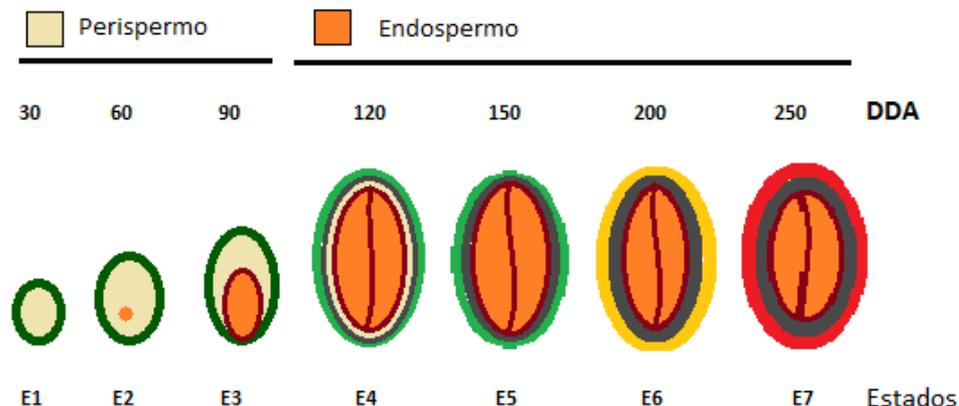 Perispermo Endospermo
30 60 90 120 150 200 250 DDA
E1 E2 E3 E4 E5 E6 E7 Estados